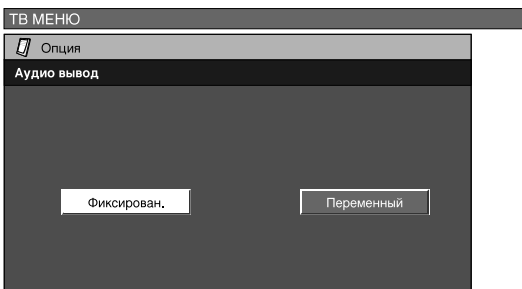 ТВ МЕНЮ
Опция
Аудио вывод
Фиксирован.
Переменный